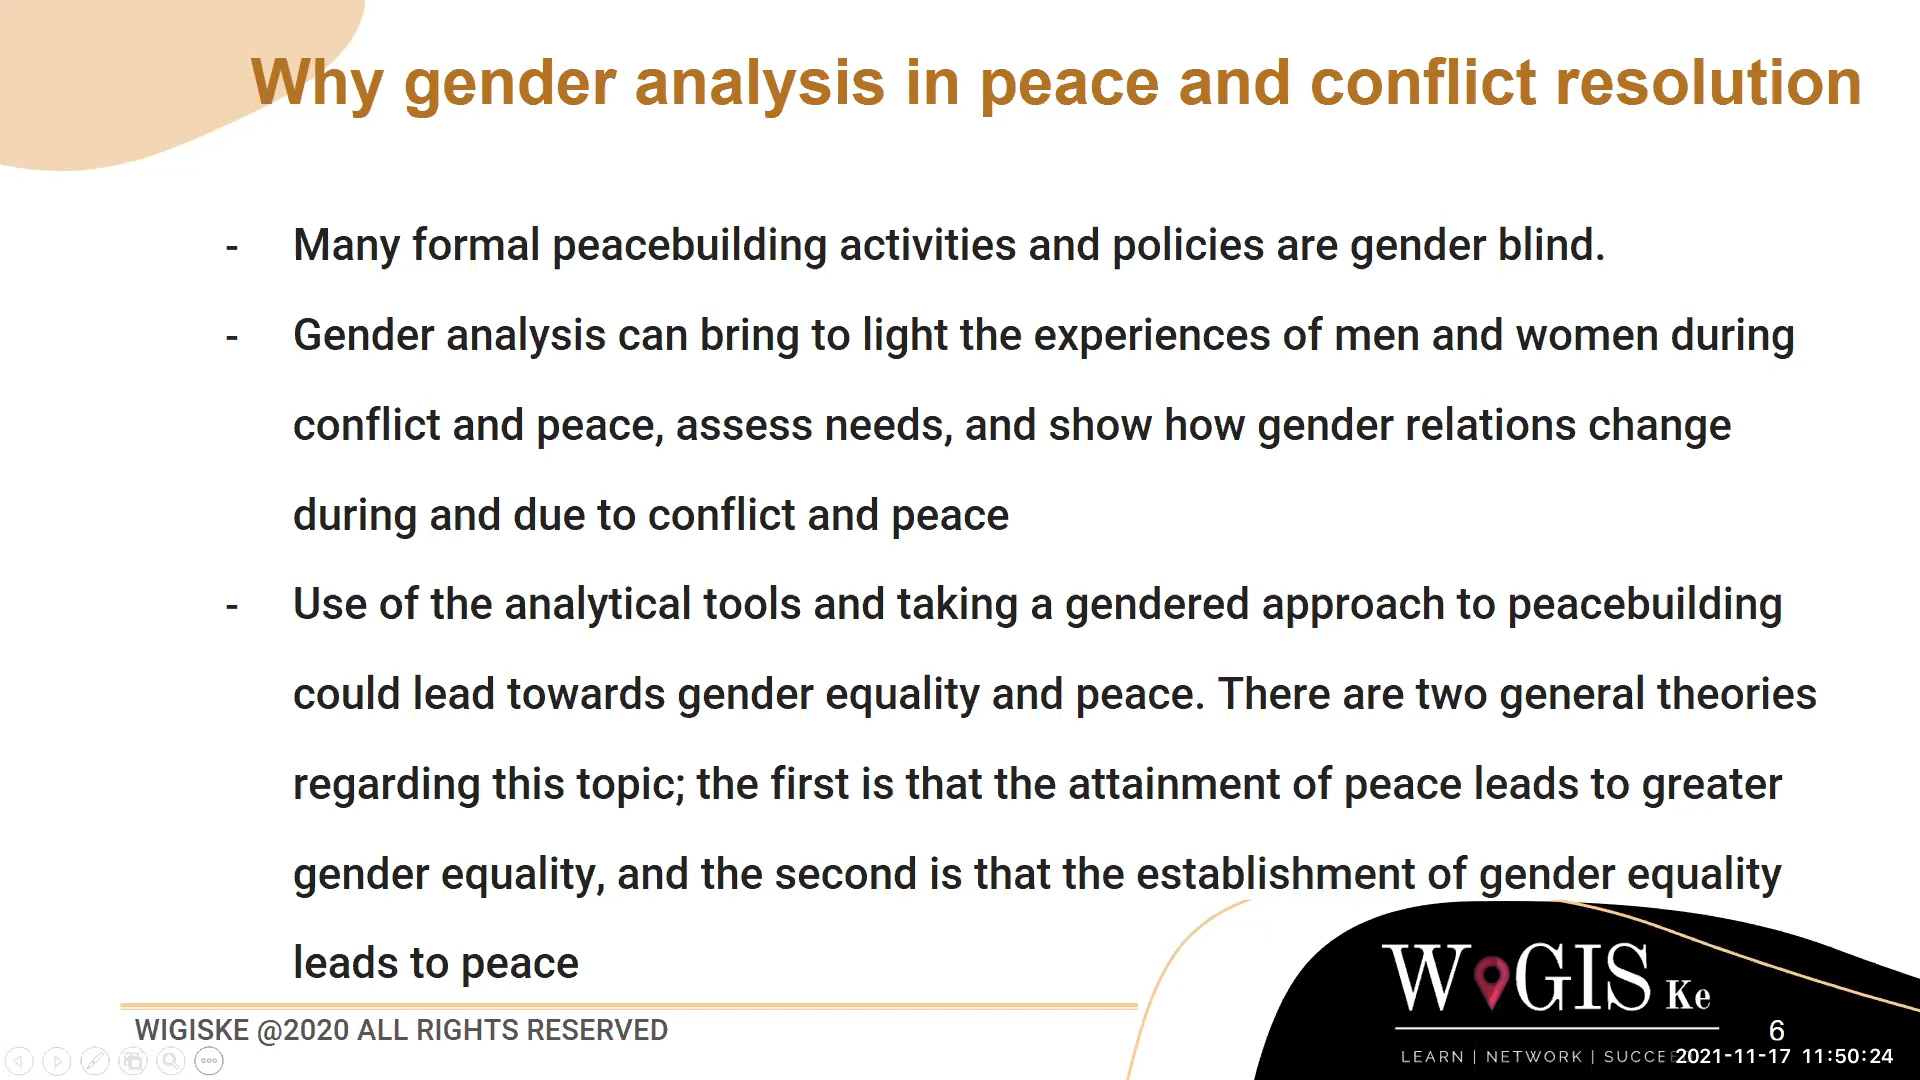 Why gender analysis in peace and conflict resolution
- Many formal peacebuilding activities and policies are gender blind.
- Gender analysis can bring to light the experiences of men and women during
conflict and peace, assess needs, and show how gender relations change
during and due to conflict and peace
- Use of the analytical tools and taking a gendered approach to peacebuilding
could lead towards gender equality and peace. There are two general theories
regarding this topic; the first is that the attainment of peace leads to greater
gender equality, and the second is that the establishment of gender equality
leads to peace
WIGISKE @2020 ALL RIGHTS RESERVED
WiGIS Ke
LEARN | NETWORK |
6
2021-11-17 11:50:24